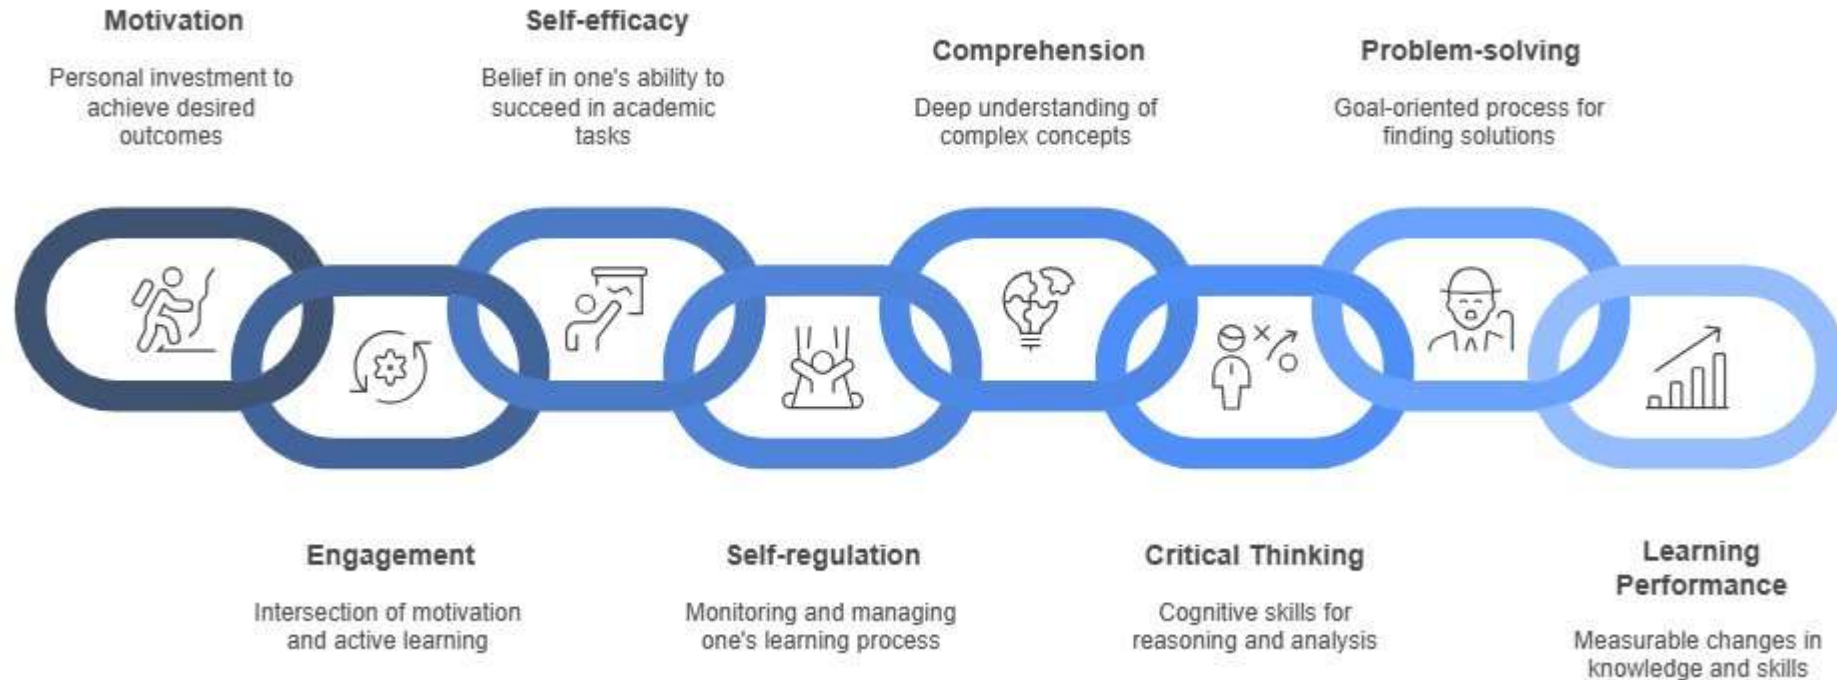 Motivation
Personal investment to
achieve desired
outcomes
Self-efficacy
Belief in one's ability to
succeed in academic
tasks
Comprehension
Deep understanding of
complex concepts
Problem-solving
Goal-oriented process for
finding solutions
Engagement
Intersection of motivation
and active learning
Self-regulation
Monitoring and managing
one's learning process
Critical Thinking
Cognitive skills for
reasoning and analysis
Learning
Performance
Measurable changes in
knowledge and skills